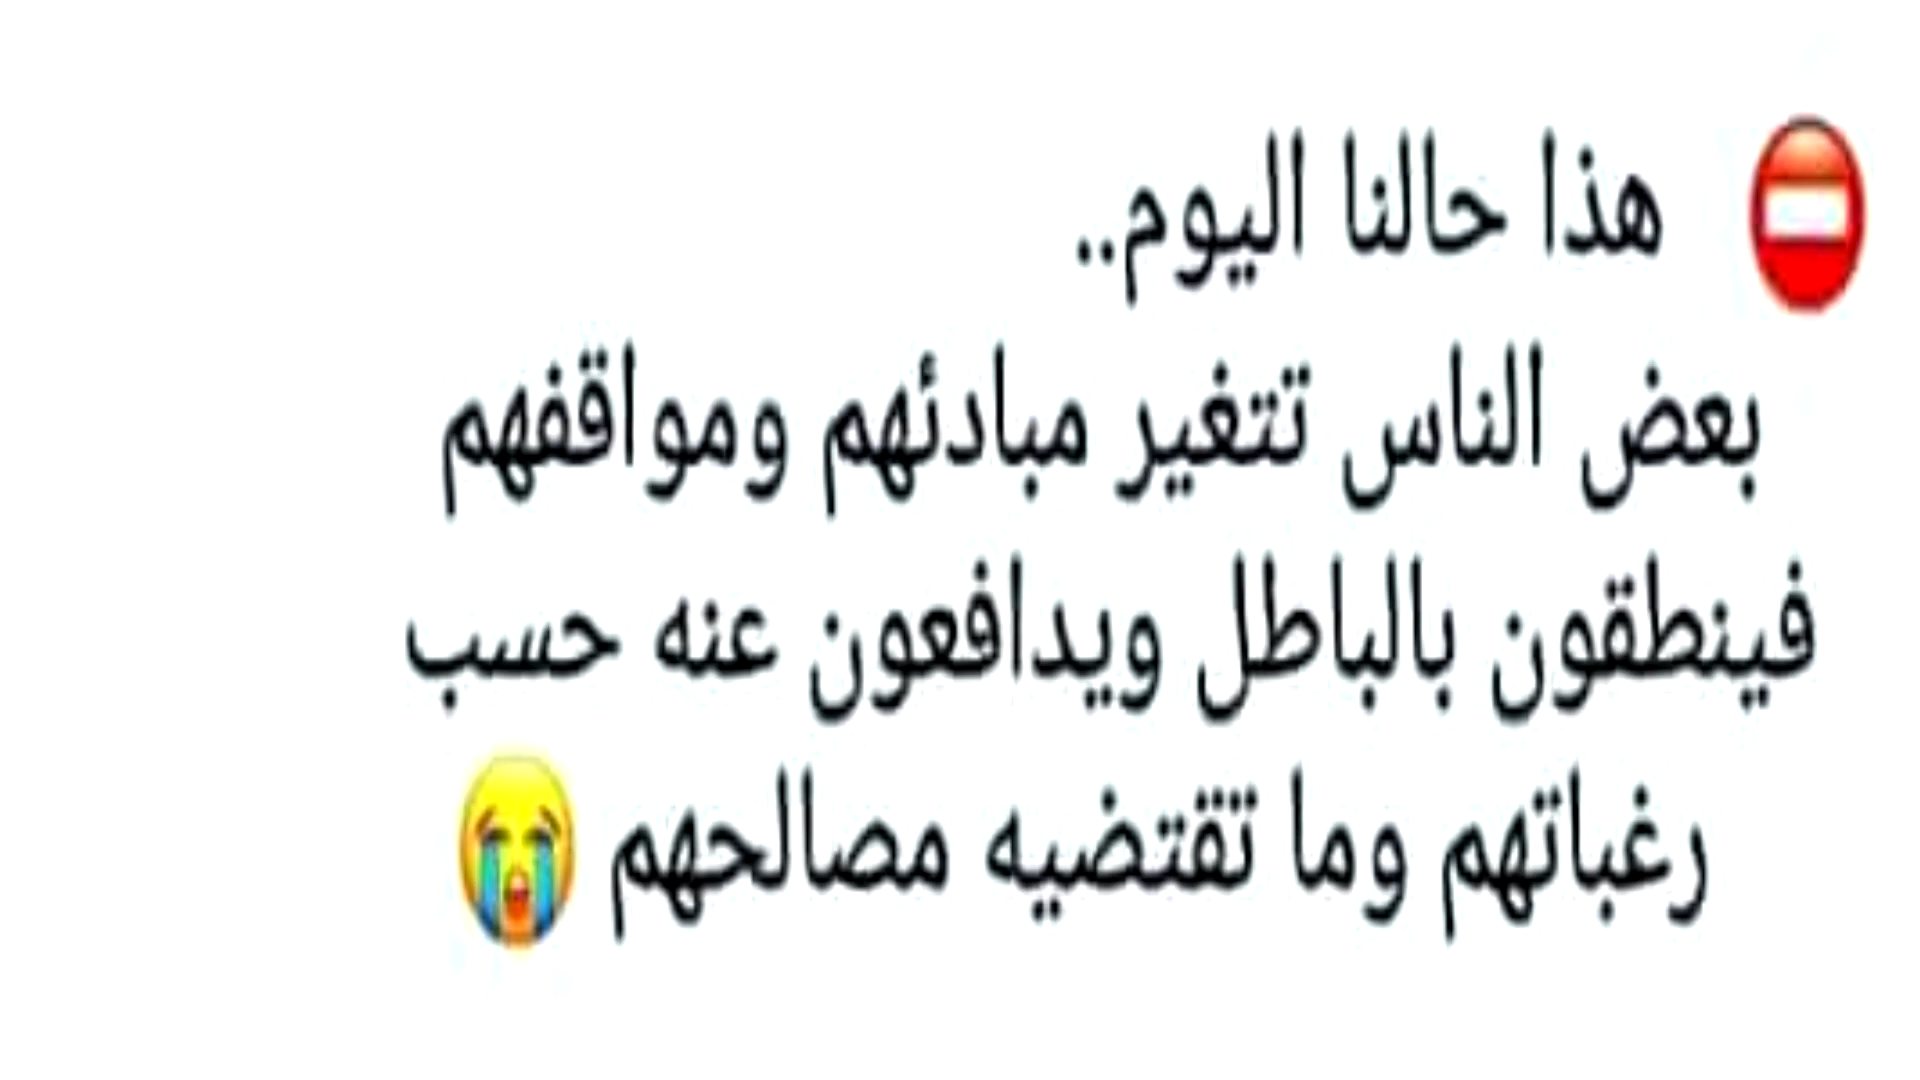 ⛔ هذا حالنا اليوم..
بعض الناس تتغير مبادئهم ومواقفهم
فينطقون بالباطل ويدافعون عنه حسب
رغباتهم وما تقتضيه مصالحهم 😭